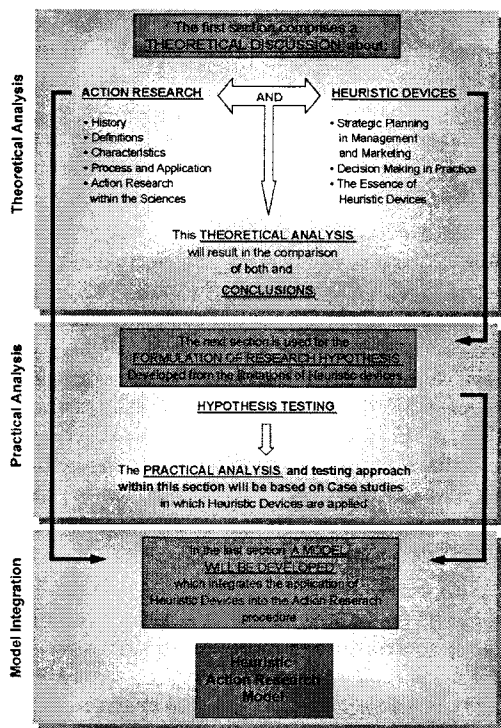 The first section comprises a
THEORETICAL DISCUSSION about:
ACTION RESEARCH
AND
HEURISTIC DEVICES
• History
• Definitions
• Characteristics
• Process and Application
• Action Research
within the Sciences
• Strategic Planning
in Management
and Marketing
• Decision Making in Practice
• The Essence of
Heuristic Devices
This THEORETICAL ANALYSIS
will result in the comparison
of both and
CONCLUSIONS
Theoretical Analysis
The next section is used for the
FORMULATION OF RESEARCH HYPOTHESIS
Developed from the limitations of Heuristic devices
HYPOTHESIS TESTING
The PRACTICAL ANALYSIS and testing approach
within this section will be based on Case studies
in which Heuristic Devices are applied
Practical Analysis
In the last section A MODEL
WILL BE DEVELOPED
which integrates the application of
Heuristic Devices into the Action Research
procedure
Heuristic
Action Research
Model
Model Integration